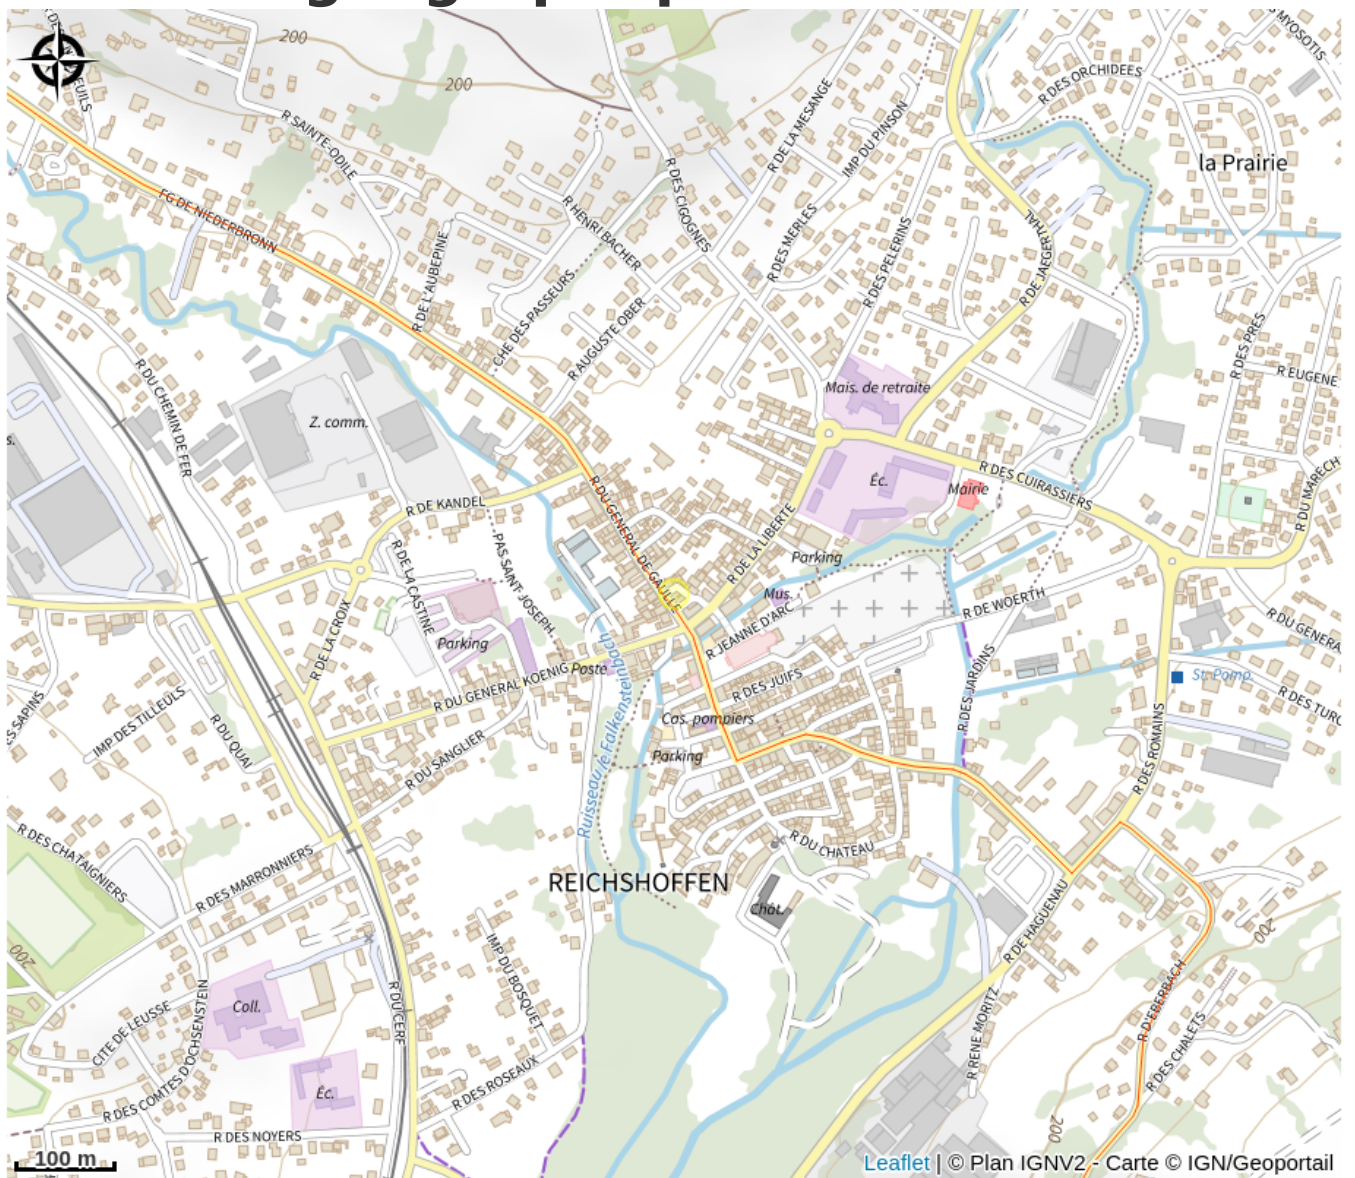 200
200
R DES ORCHIDEES
R SAINTE-ODILE
R DE LA MESANGE
IMP DU PINSON
la Prairie
R DES CIGOGNES
FG DE NIEDERBRONN
R HENRI BACHER
R DES MERLES
R DES PELERINS
R DE JAEGERTHAL
R DE L'AUBEPINE
CHE DES PASSEURS
R AUGUSTE OBER
R DES PRES
R EUGENE
R DU CHEMIN DE FER
Mais. de retraite
Z. comm.
s.
Éc.
Mairie
R DES CUIRASSIERS
R DU MARECH
R DE KANDEL
R DU GENERAL DE GAULLE
R DE LA LIBERTE
PAS SAINT-JOSEPH
R DE LA CASTINE
Parking
Mus.
R JEANNE D'ARC
R DE WOERTH
R DU GENERA
R DE LA CROIX
Parking
R DU GENERAL KOENIG
Poste
R DES JUIFS
R DES JARDINS
St. Pomp.
R DES TURC
ES SAPINS
IMP DES TILLEULS
R DU QUAI
Cas. pompiers
Parking
R DU SANGLIER
Ruisseau le Falkensteinbach
R DES ROMAINS
R DES CHATAIGNIERS
R DES MARRONNIERS
R DU CHATEAU
REICHSHOFFEN
Chât.
R DE HAGUENAU
200
200
IMP DU BOSQUET
Coll.
R DU CERF
CITE DE LEUSSE
R DES COMTES D'OCHSENSTEIN
R D'EBERBACH
R RENE MORITZ
R DES CHALETS
Éc.
R DES ROSEAUX
R DES NOYERS
200
100 m
Leaflet | © Plan IGNV2 - Carte © IGN/Geoportail